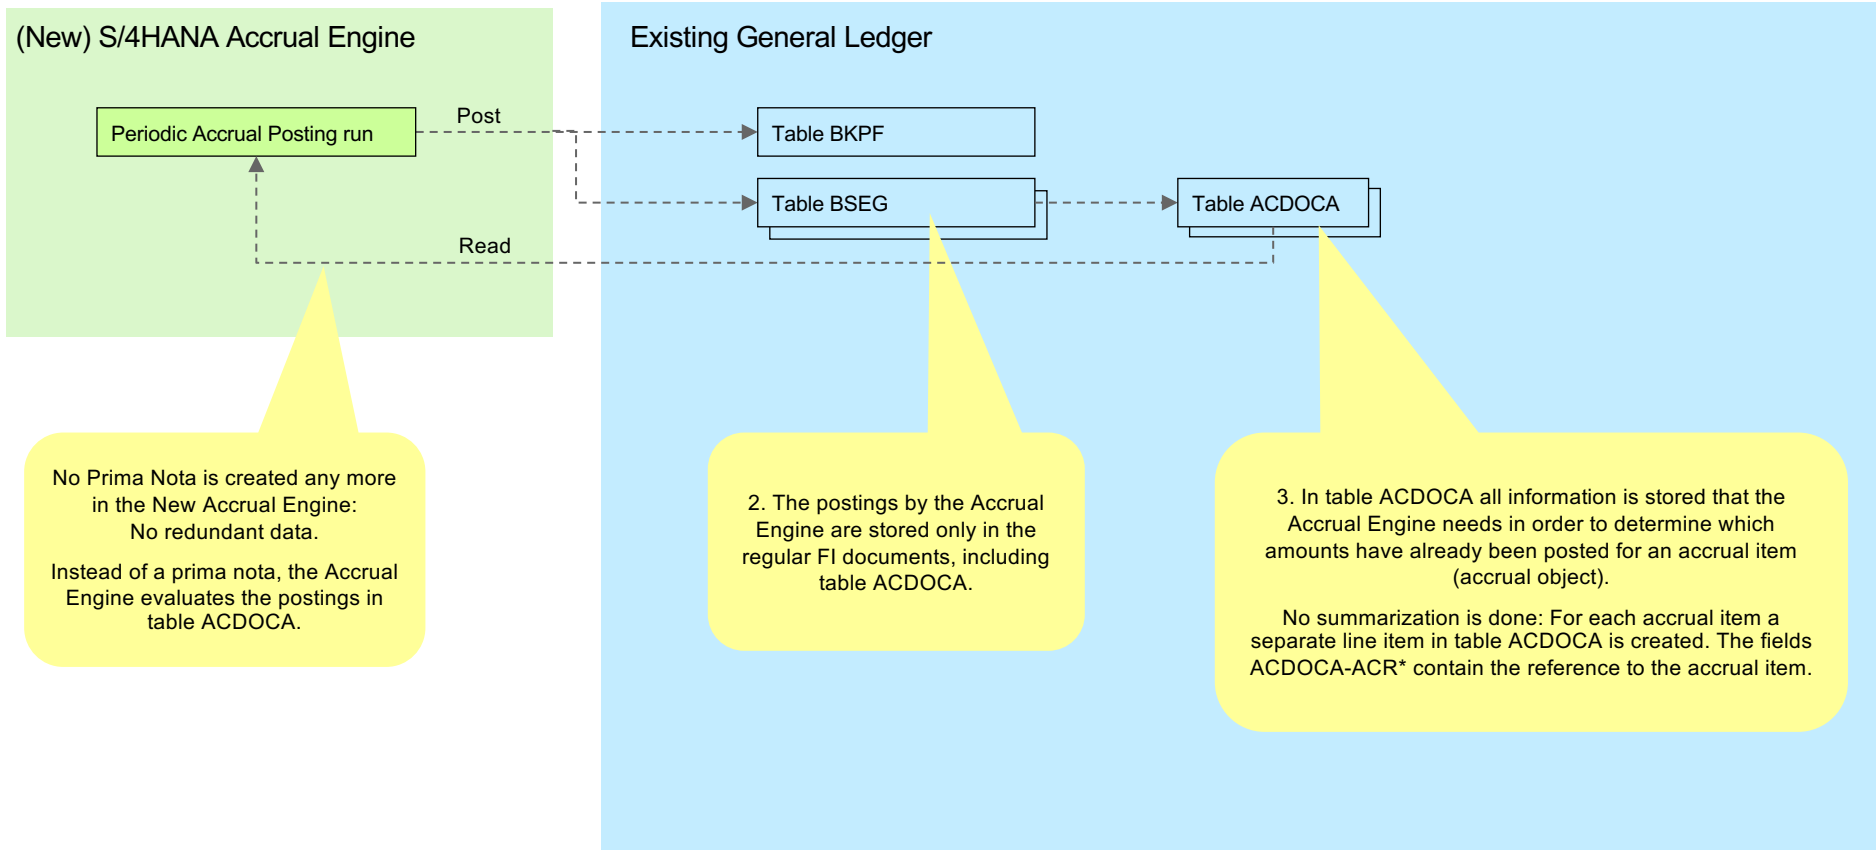 (New) S/4HANA Accrual Engine
Existing General Ledger
Periodic Accrual Posting run
Post
Table BKPF
Table BSEG
Table ACDOCA
Read
No Prima Nota is created any more
in the New Accrual Engine:
No redundant data.
Instead of a prima nota, the Accrual
Engine evaluates the postings in
table ACDOCA.
2. The postings by the Accrual
Engine are stored only in the
regular FI documents, including
table ACDOCA.
3. In table ACDOCA all information is stored that the
Accrual Engine needs in order to determine which
amounts have already been posted for an accrual item
(accrual object).
No summarization is done: For each accrual item a
separate line item in table ACDOCA is created. The fields
ACDOCA-ACR* contain the reference to the accrual item.